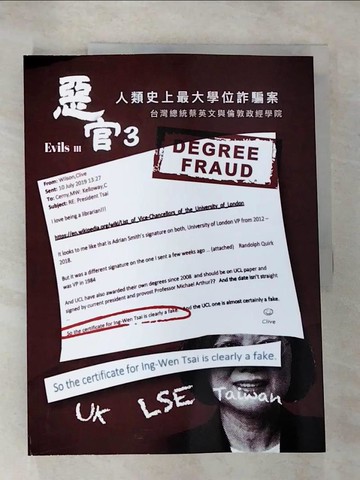 惡官3
Evils III
人類史上最大學位詐騙案
台灣總統蔡英文與倫敦政經學院
DEGREE
FRAUD
From: Wilson,Clive
Sent: 10 July 2019 13:27
To: Cerny,MW; Kelloway,C
Subject: RE: President Tsai
I love being a librarian!!!
https://en.wikipedia.org/wiki/List_of_Vice-Chancellors_of_the_University_of_London
It looks to me like that is Adrian Smith's signature on both, University of London VP from 2012 –
2018.
But it was a different signature on the one I sent a few weeks ago .. (attached) Randolph Quirk
was VP in 1984
And UCL have also awarded their own degrees since 2008 and should be on UCL paper and
signed by current president and provost Professor Michael Arthur?? And the date isn't straight
So the certificate for Ing-Wen Tsai is clearly a fake. And the UCL one is almost certainly a fake.
Clive
So the certificate for Ing-Wen Tsai is clearly a fake.
UK LSE Taiwan